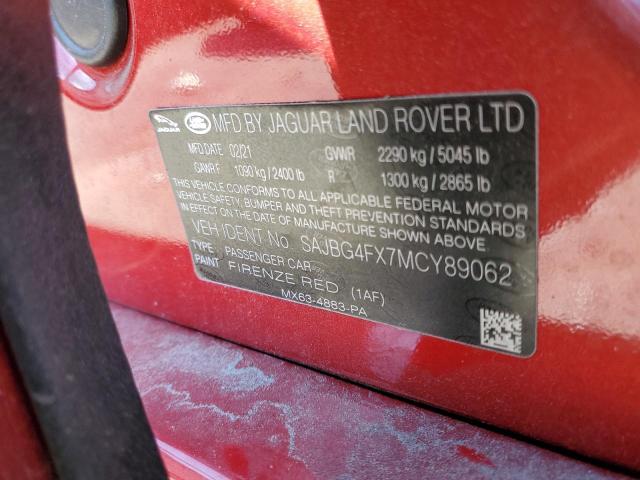 JAGUAR MFD BY JAGUAR LAND ROVER LTD
MFD DATE 02/21 GVWR 2290 kg / 5045 lb
GAWR F 1090 kg / 2400 lb R 1300 kg / 2865 lb
THIS VEHICLE CONFORMS TO ALL APPLICABLE FEDERAL MOTOR
VEHICLE SAFETY, BUMPER AND THEFT PREVENTION STANDARDS
IN EFFECT ON THE DATE OF MANUFACTURE SHOWN ABOVE.
VEH IDENT No. SAJBG4FX7MCY89062
TYPE: PASSENGER CAR
PAINT FIRENZE RED (1AF)
MX63-4883-PA